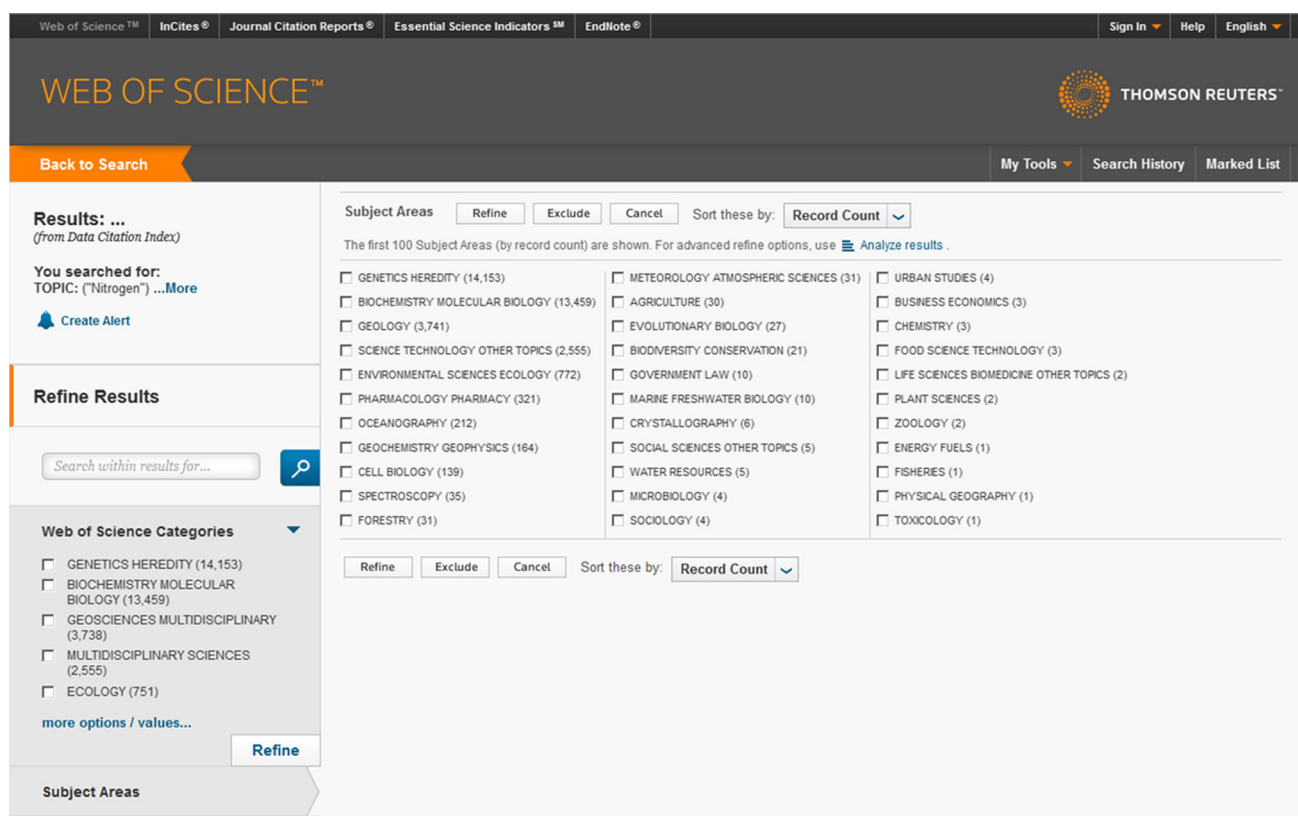 Web of Science™ InCites® Journal Citation Reports® Essential Science Indicators℠ EndNote® Sign In Help English
WEB OF SCIENCE™
THOMSON REUTERS™
Back to Search
My Tools Search History Marked List
Results: ...
(from Data Citation Index)
You searched for:
TOPIC: ("Nitrogen") ...More
Create Alert
Refine Results
Search within results for...
Web of Science Categories
GENETICS HEREDITY (14,153)
BIOCHEMISTRY MOLECULAR
BIOLOGY (13,459)
GEOSCIENCES MULTIDISCIPLINARY
(3,738)
MULTIDISCIPLINARY SCIENCES
(2,555)
ECOLOGY (751)
more options / values...
Refine
Subject Areas
Subject Areas Refine Exclude Cancel Sort these by: Record Count
The first 100 Subject Areas (by record count) are shown. For advanced refine options, use Analyze results .
GENETICS HEREDITY (14,153)
BIOCHEMISTRY MOLECULAR BIOLOGY (13,459)
GEOLOGY (3,741)
SCIENCE TECHNOLOGY OTHER TOPICS (2,555)
ENVIRONMENTAL SCIENCES ECOLOGY (772)
PHARMACOLOGY PHARMACY (321)
OCEANOGRAPHY (212)
GEOCHEMISTRY GEOPHYSICS (164)
CELL BIOLOGY (139)
SPECTROSCOPY (35)
FORESTRY (31)
METEOROLOGY ATMOSPHERIC SCIENCES (31)
AGRICULTURE (30)
EVOLUTIONARY BIOLOGY (27)
BIODIVERSITY CONSERVATION (21)
GOVERNMENT LAW (10)
MARINE FRESHWATER BIOLOGY (10)
CRYSTALLOGRAPHY (6)
SOCIAL SCIENCES OTHER TOPICS (5)
WATER RESOURCES (5)
MICROBIOLOGY (4)
SOCIOLOGY (4)
URBAN STUDIES (4)
BUSINESS ECONOMICS (3)
CHEMISTRY (3)
FOOD SCIENCE TECHNOLOGY (3)
LIFE SCIENCES BIOMEDICINE OTHER TOPICS (2)
PLANT SCIENCES (2)
ZOOLOGY (2)
ENERGY FUELS (1)
FISHERIES (1)
PHYSICAL GEOGRAPHY (1)
TOXICOLOGY (1)
Refine Exclude Cancel Sort these by: Record Count